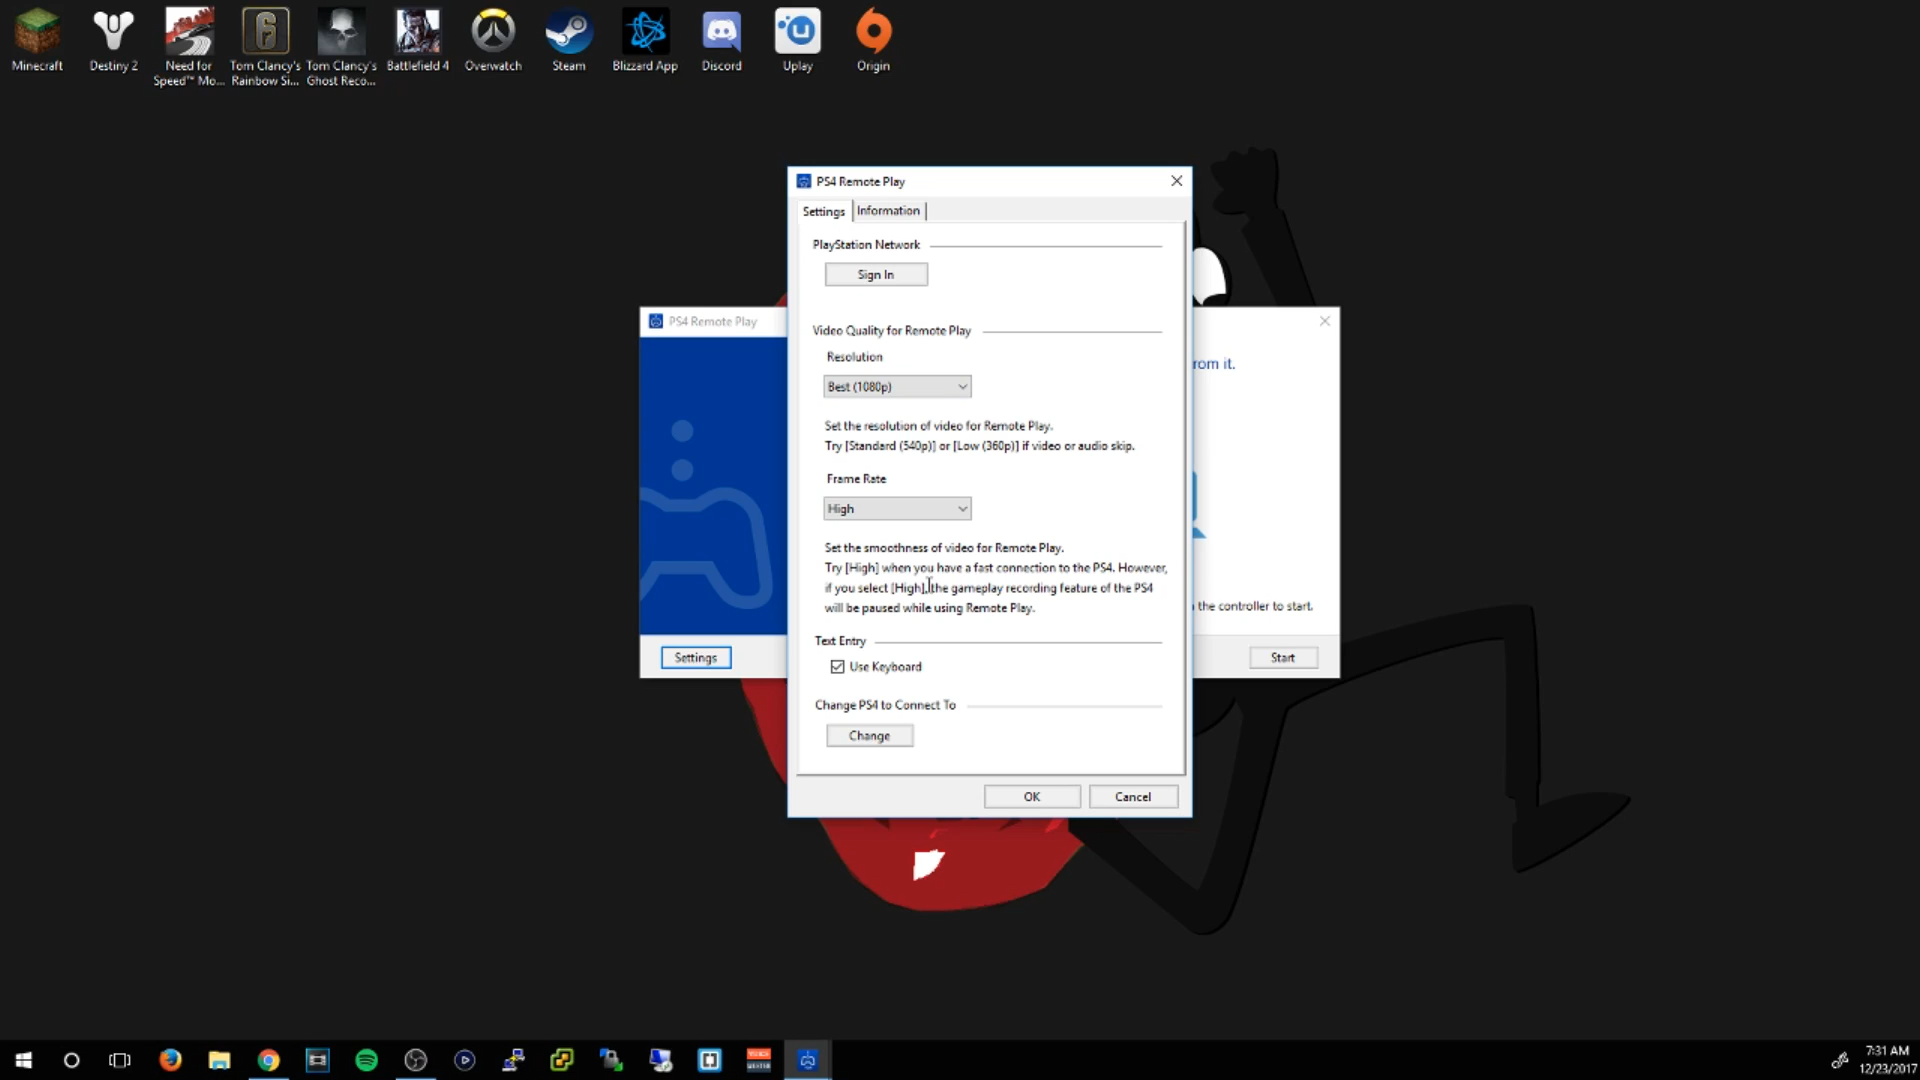 Minecraft
Destiny 2
Need for
Speed™ Mo...
Tom Clancy's
Rainbow Si...
Tom Clancy's
Ghost Reco...
Battlefield 4
Overwatch
Steam
Blizzard App
Discord
Uplay
Origin
PS4 Remote Play
Settings
Information
PlayStation Network
Sign In
Video Quality for Remote Play
Resolution
Best (1080p)
Set the resolution of video for Remote Play.
Try [Standard (540p)] or [Low (360p)] if video or audio skip.
Frame Rate
High
Set the smoothness of video for Remote Play.
Try [High] when you have a fast connection to the PS4. However,
if you select [High], the gameplay recording feature of the PS4
will be paused while using Remote Play.
Text Entry
Use Keyboard
Change PS4 to Connect To
Change
OK
Cancel
PS4 Remote Play
rom it.
the controller to start.
Settings
Start
7:31 AM
12/23/2017